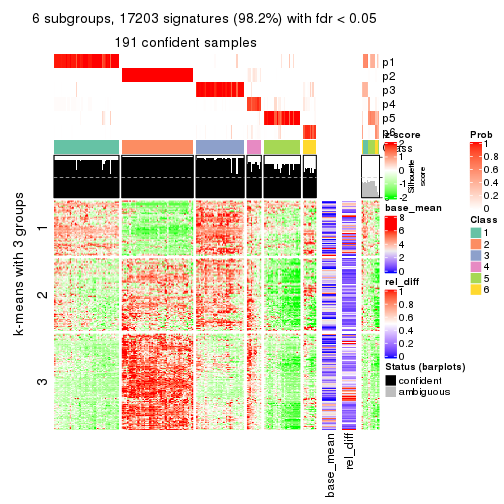 6 subgroups, 17203 signatures (98.2%) with fdr < 0.05
191 confident samples
p1
p2
p3
p4
p5
p6
z-score
2
1
0
-1
-2
Class
Silhouette
score
k-means with 3 groups
1
2
3
base_mean
8
6
4
2
0
rel_diff
1
0.8
0.6
0.4
0.2
0
Status (barplots)
confident
ambiguous
Prob
1
0.8
0.6
0.4
0.2
0
Class
1
2
3
4
5
6
base_mean
rel_diff